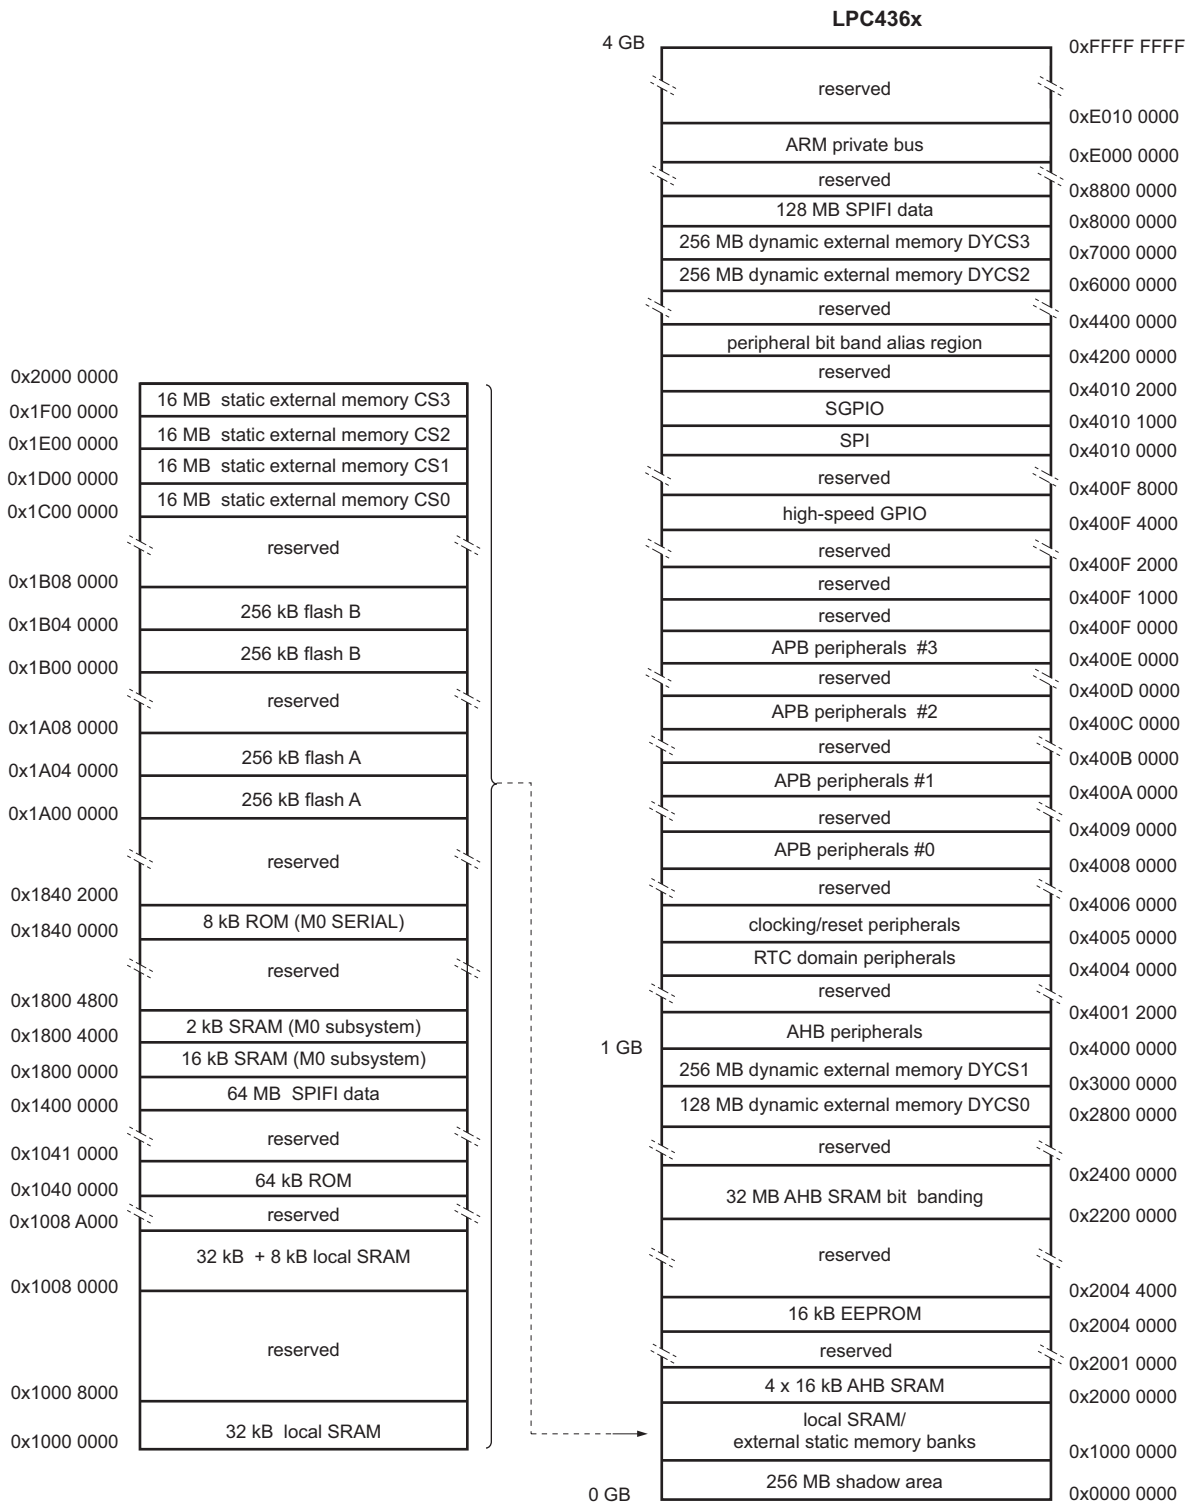 LPC436x
4 GB
0xFFFF FFFF
reserved
0xE010 0000
ARM private bus
0xE000 0000
reserved
0x8800 0000
128 MB SPIFI data
0x8000 0000
256 MB dynamic external memory DYCS3
0x7000 0000
256 MB dynamic external memory DYCS2
0x6000 0000
reserved
0x4400 0000
peripheral bit band alias region
0x4200 0000
reserved
0x4010 2000
SGPIO
0x4010 1000
SPI
0x4010 0000
reserved
0x400F 8000
high-speed GPIO
0x400F 4000
reserved
0x400F 2000
reserved
0x400F 1000
reserved
0x400F 0000
APB peripherals #3
0x400E 0000
reserved
0x400D 0000
APB peripherals #2
0x400C 0000
reserved
0x400B 0000
APB peripherals #1
0x400A 0000
reserved
0x4009 0000
APB peripherals #0
0x4008 0000
reserved
0x4006 0000
clocking/reset peripherals
0x4005 0000
RTC domain peripherals
0x4004 0000
reserved
0x4001 2000
AHB peripherals
1 GB
0x4000 0000
256 MB dynamic external memory DYCS1
0x3000 0000
128 MB dynamic external memory DYCS0
0x2800 0000
reserved
0x2400 0000
32 MB AHB SRAM bit banding
0x2200 0000
reserved
0x2004 4000
16 kB EEPROM
0x2004 0000
reserved
0x2001 0000
4 x 16 kB AHB SRAM
0x2000 0000
local SRAM/
external static memory banks
0x1000 0000
256 MB shadow area
0 GB
0x0000 0000
0x2000 0000
16 MB static external memory CS3
0x1F00 0000
16 MB static external memory CS2
0x1E00 0000
16 MB static external memory CS1
0x1D00 0000
16 MB static external memory CS0
0x1C00 0000
reserved
0x1B08 0000
256 kB flash B
0x1B04 0000
256 kB flash B
0x1B00 0000
reserved
0x1A08 0000
256 kB flash A
0x1A04 0000
256 kB flash A
0x1A00 0000
reserved
0x1840 2000
8 kB ROM (M0 SERIAL)
0x1840 0000
reserved
0x1800 4800
2 kB SRAM (M0 subsystem)
0x1800 4000
16 kB SRAM (M0 subsystem)
0x1800 0000
64 MB SPIFI data
0x1400 0000
reserved
0x1041 0000
64 kB ROM
0x1040 0000
reserved
0x1008 A000
32 kB + 8 kB local SRAM
0x1008 0000
reserved
0x1000 8000
32 kB local SRAM
0x1000 0000